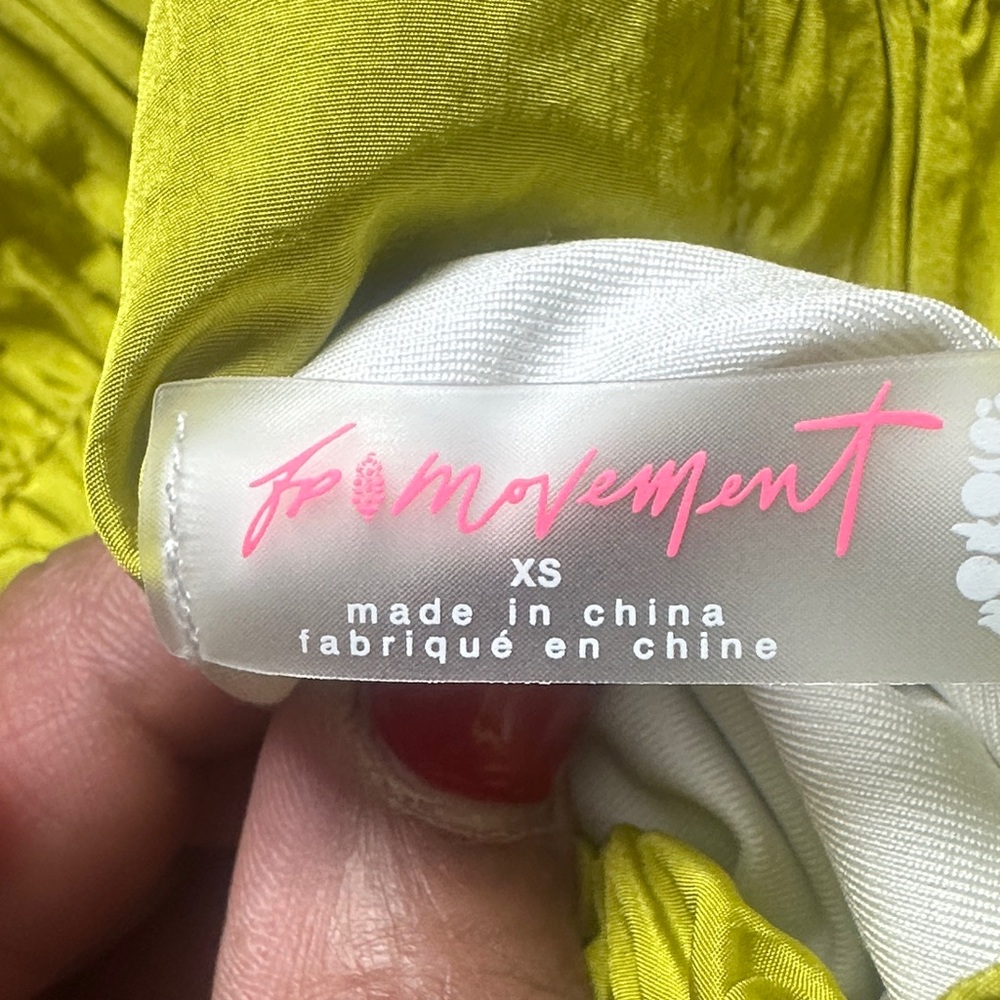 fp movement
XS
made in china
fabriqué en chine